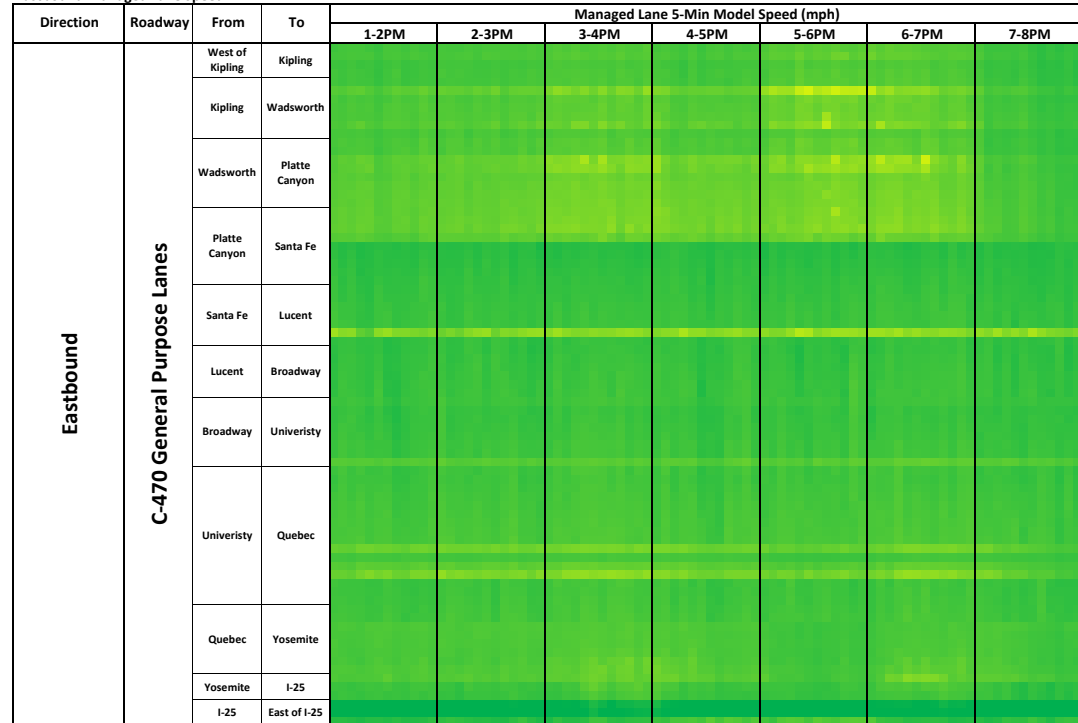 Managed Lane 5-Min Model Speed (mph)
Direction Roadway From To
1-2PM 2-3PM 3-4PM 4-5PM 5-6PM 6-7PM 7-8PM
Eastbound
C-470 General Purpose Lanes
West of
Kipling
Kipling
Kipling Wadsworth
Wadsworth
Platte
Canyon
Platte
Canyon
Santa Fe
Santa Fe Lucent
Lucent Broadway
Broadway Univeristy
Univeristy Quebec
Quebec Yosemite
Yosemite I-25
I-25 East of I-25